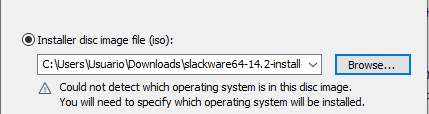 Installer disc image file (iso):
C:\Users\Usuario\Downloads\slackware64-14.2-install-
Browse...
Could not detect which operating system is in this disc image.
You will need to specify which operating system will be installed.